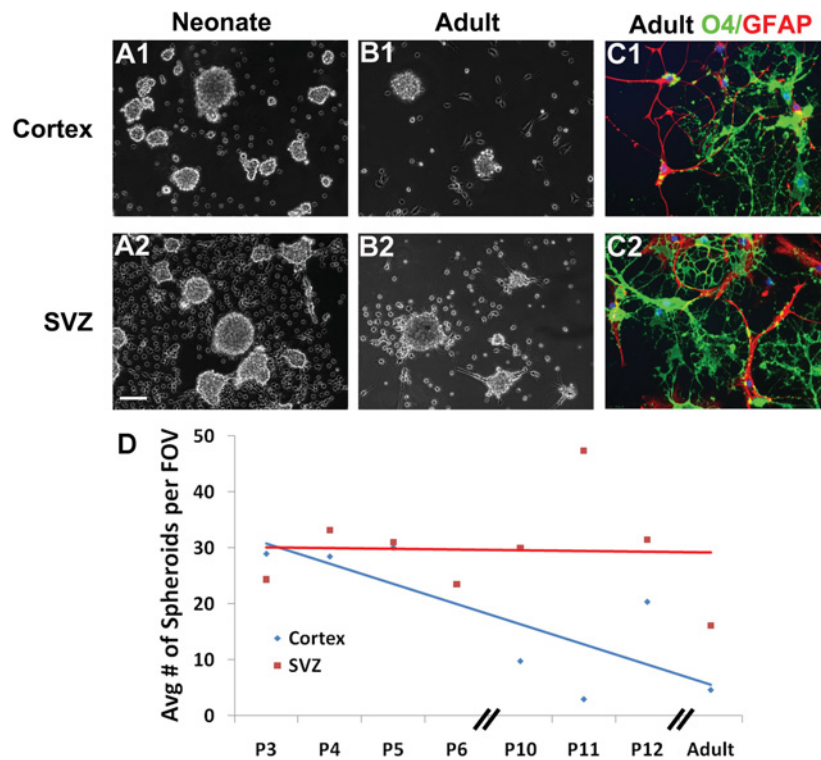 Neonate
Adult
Adult O4/GFAP
Cortex
A1
B1
C1
SVZ
A2
B2
C2
D
Avg # of Spheroids per FOV
50
40
30
20
10
0
Cortex
SVZ
P3 P4 P5 P6 P10 P11 P12 Adult